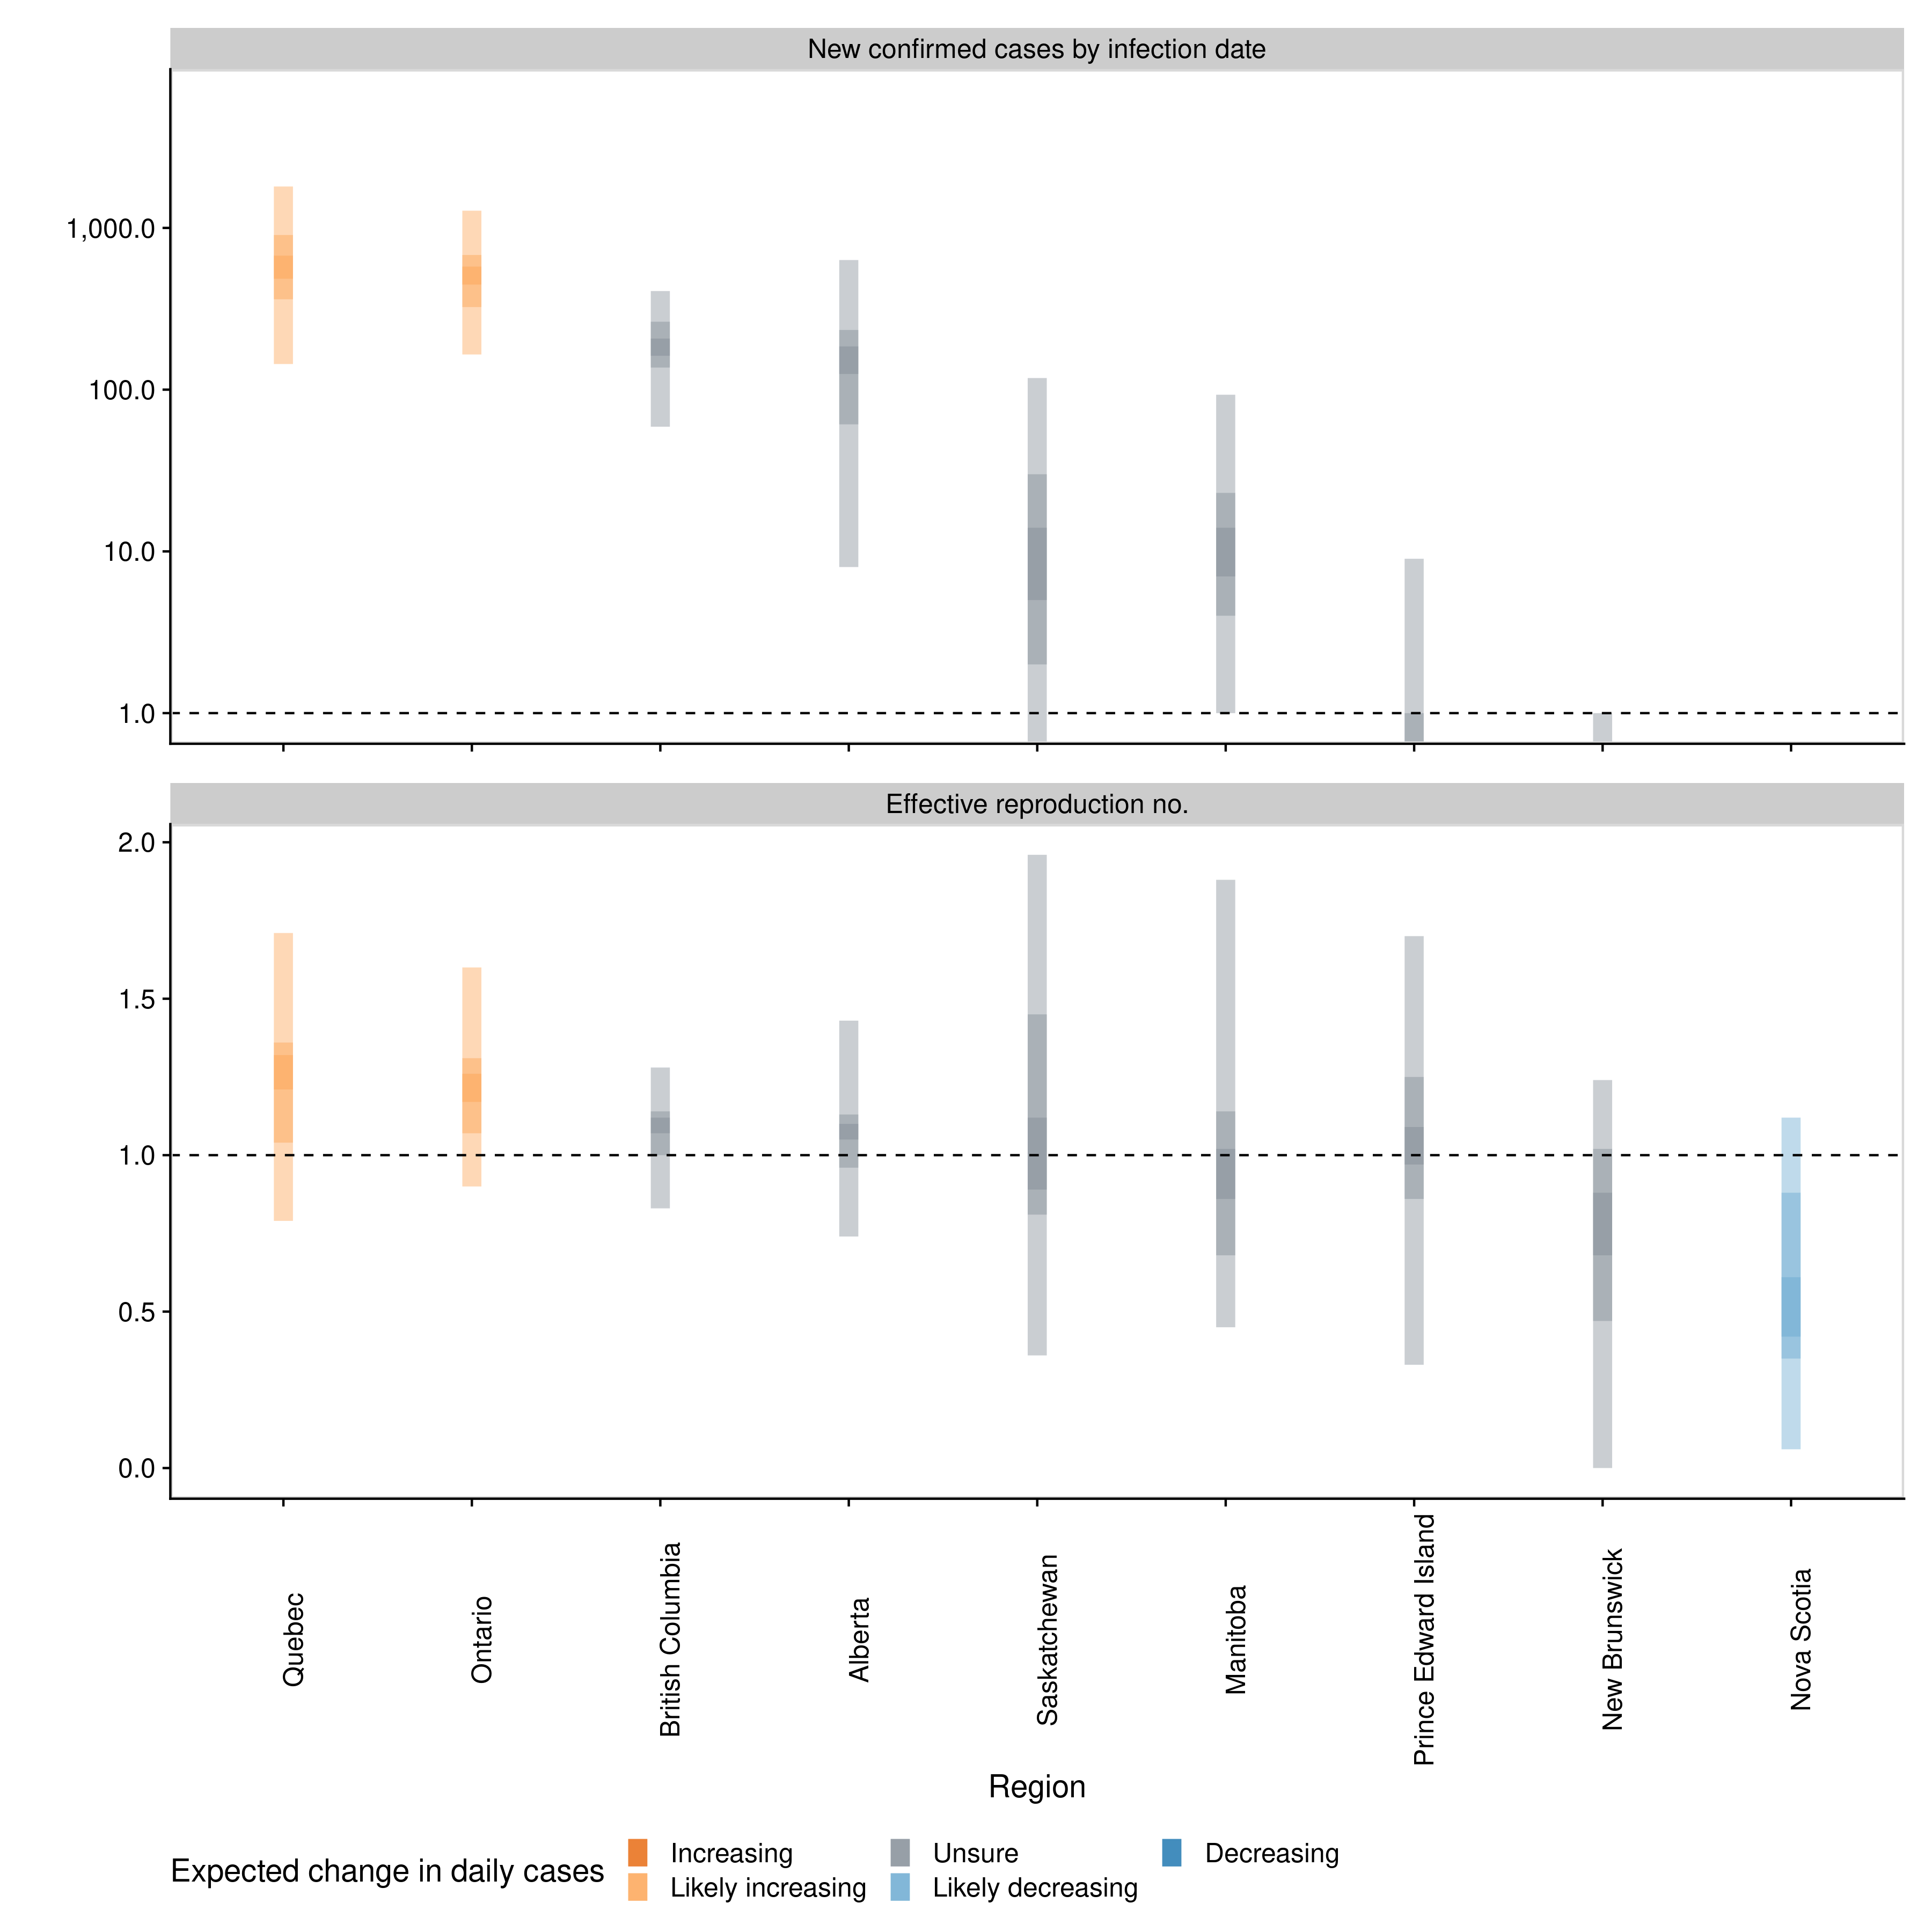 New confirmed cases by infection date
1,000.0
100.0
10.0
1.0
Effective reproduction no.
2.0
1.5
1.0
0.5
0.0
Quebec
Ontario
British Columbia
Alberta
Saskatchewan
Manitoba
Prince Edward Island
New Brunswick
Nova Scotia
Region
Expected change in daily cases
Increasing
Likely increasing
Unsure
Likely decreasing
Decreasing